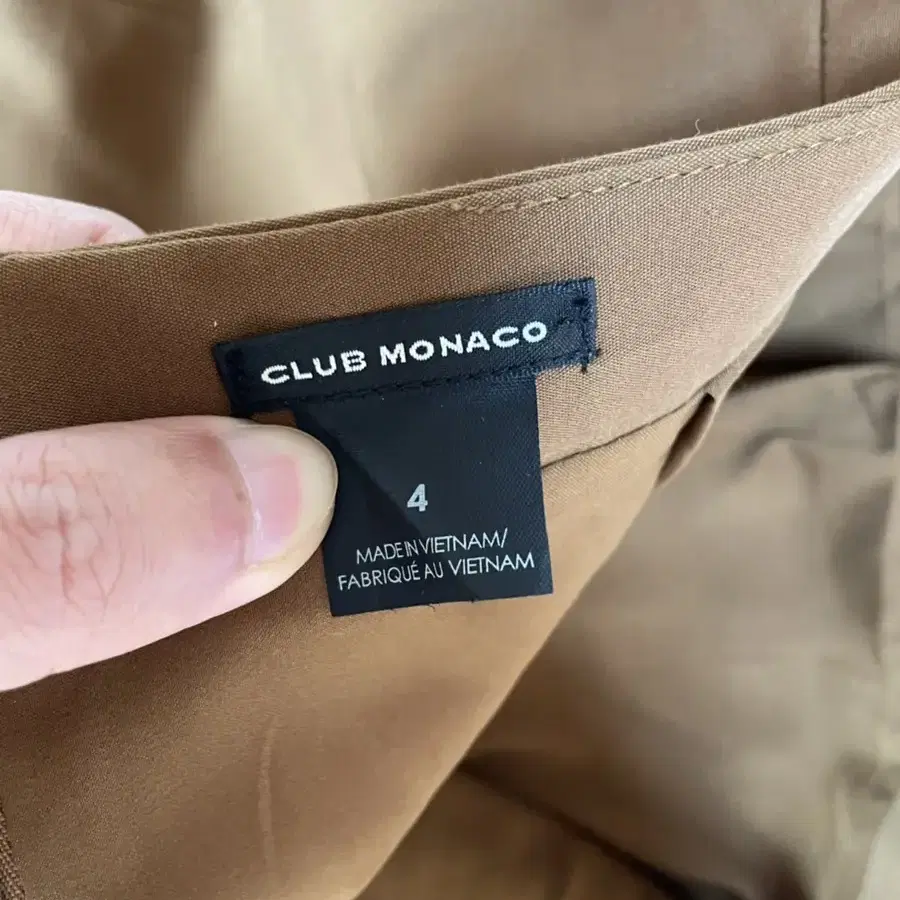 CLUB MONACO
4
MADE IN VIETNAM/
FABRIQUÉ AU VIETNAM